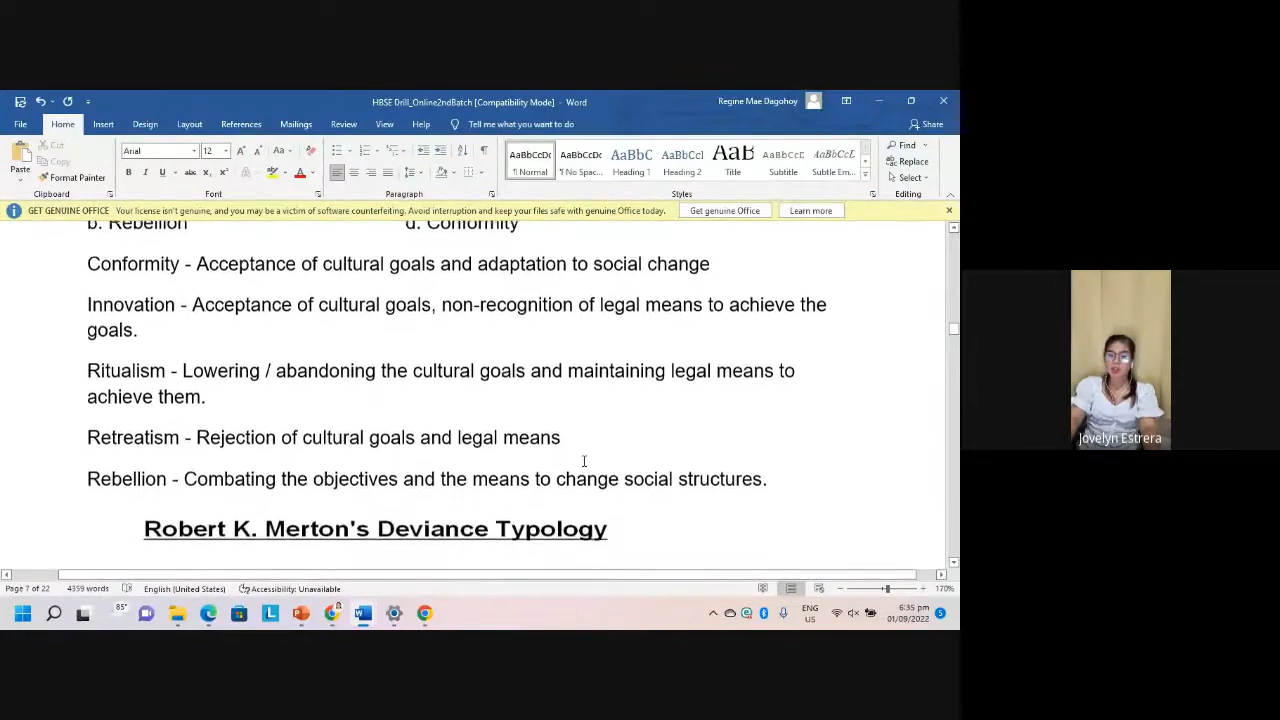 HBSE Drill_Online2ndBatch [Compatibility Mode] - Word
Regine Mae Dagohoy
File Home Insert Design Layout References Mailings Review View Help Tell me what you want to do Share
Cut
Copy
Paste
Format Painter
Arial 12
AaBbCcDc AaBbCcDc AaBbC AaBbCcl AaB AaBbCcD AaBbCcL
¶ Normal ¶ No Spac... Heading 1 Heading 2 Title Subtitle Subtle Em...
Find
Replace
Select
Clipboard Font Paragraph Styles Editing
GET GENUINE OFFICE Your license isn't genuine, and you may be a victim of software counterfeiting. Avoid interruption and keep your files safe with genuine Office today. Get genuine Office Learn more
b. Rebellion d. Conformity
Conformity - Acceptance of cultural goals and adaptation to social change
Innovation - Acceptance of cultural goals, non-recognition of legal means to achieve the
goals.
Ritualism - Lowering / abandoning the cultural goals and maintaining legal means to
achieve them.
Retreatism - Rejection of cultural goals and legal means
Rebellion - Combating the objectives and the means to change social structures.
Robert K. Merton's Deviance Typology
Page 7 of 22 4359 words English (United States) Accessibility: Unavailable 170%
85°
ENG
US
6:35 pm
01/09/2022
5
Jovelyn Estrera